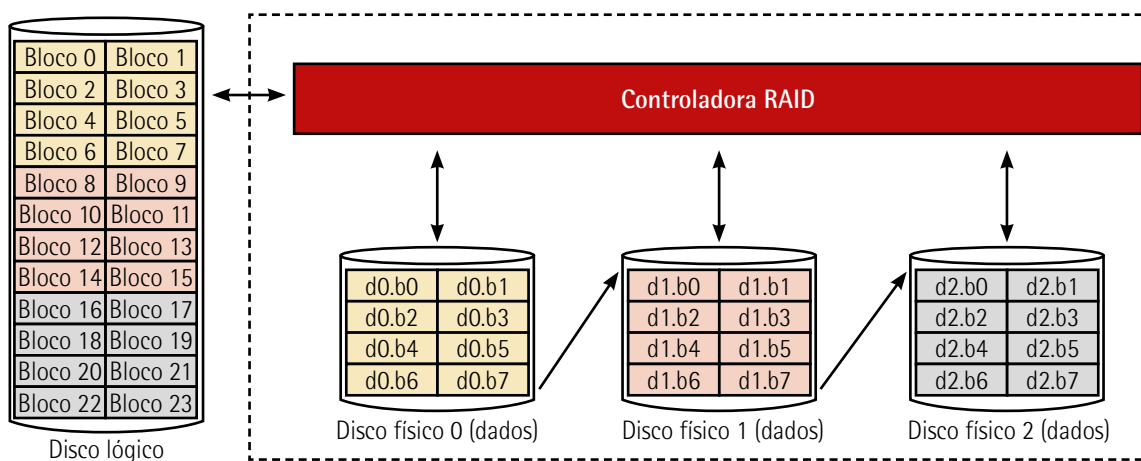 Bloco 0 Bloco 1
Bloco 2 Bloco 3
Bloco 4 Bloco 5
Bloco 6 Bloco 7
Bloco 8 Bloco 9
Bloco 10 Bloco 11
Bloco 12 Bloco 13
Bloco 14 Bloco 15
Bloco 16 Bloco 17
Bloco 18 Bloco 19
Bloco 20 Bloco 21
Bloco 22 Bloco 23
Disco lógico
Controladora RAID
d0.b0 d0.b1
d0.b2 d0.b3
d0.b4 d0.b5
d0.b6 d0.b7
Disco físico 0 (dados)
d1.b0 d1.b1
d1.b2 d1.b3
d1.b4 d1.b5
d1.b6 d1.b7
Disco físico 1 (dados)
d2.b0 d2.b1
d2.b2 d2.b3
d2.b4 d2.b5
d2.b6 d2.b7
Disco físico 2 (dados)